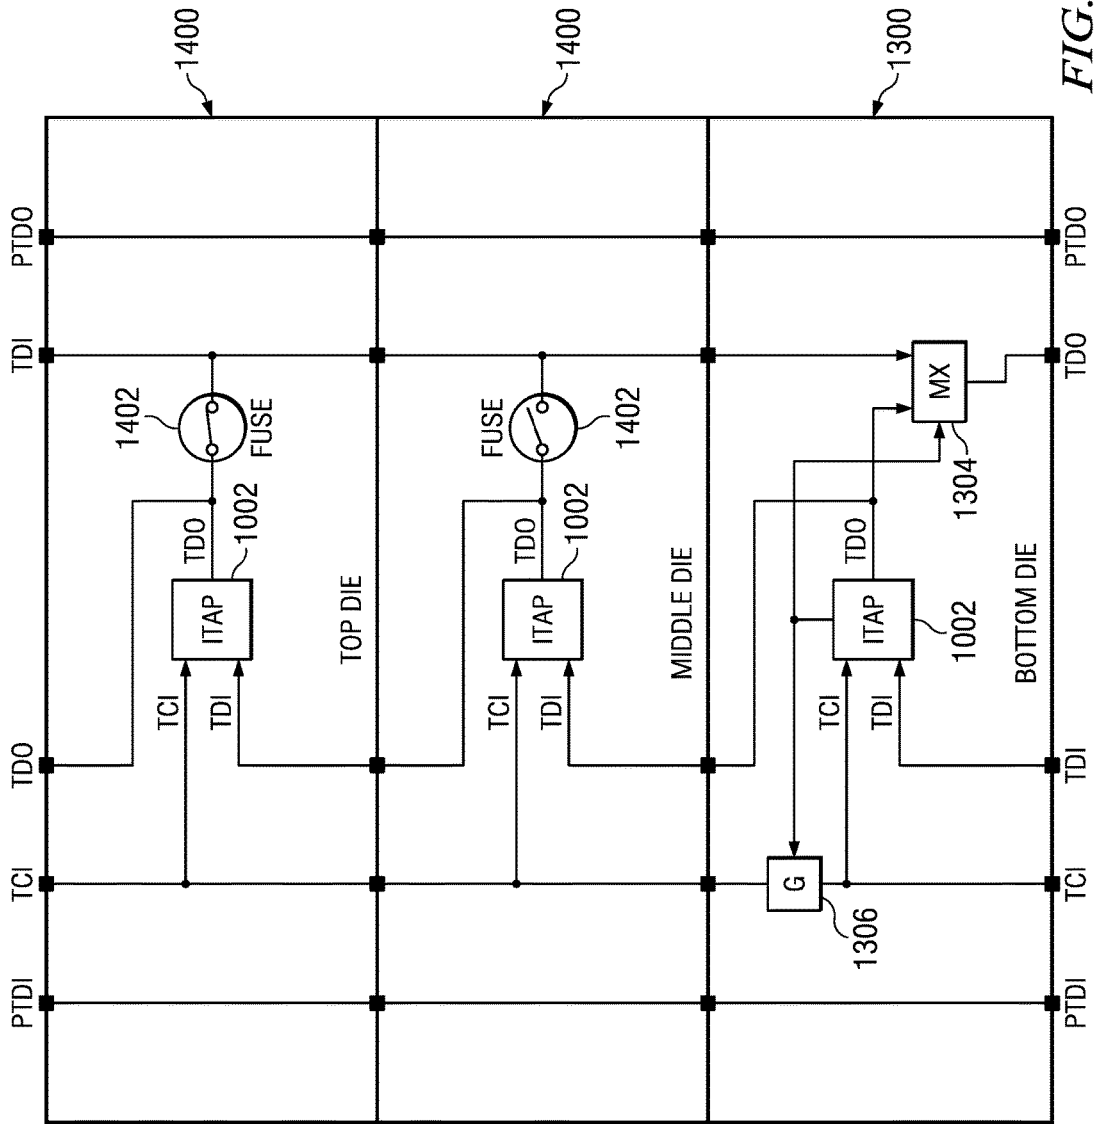 1400
1400
1300
FIG.
PTDO
PTDO
TDI
TDO
1402
FUSE
FUSE
1402
MX
1304
TDO
1002
TDO
1002
TDO
ITAP
ITAP
ITAP
1002
TOP DIE
MIDDLE DIE
BOTTOM DIE
TCI
TDI
TCI
TDI
TCI
TDI
TDO
TDI
TCI
G
1306
TCI
PTDI
PTDI